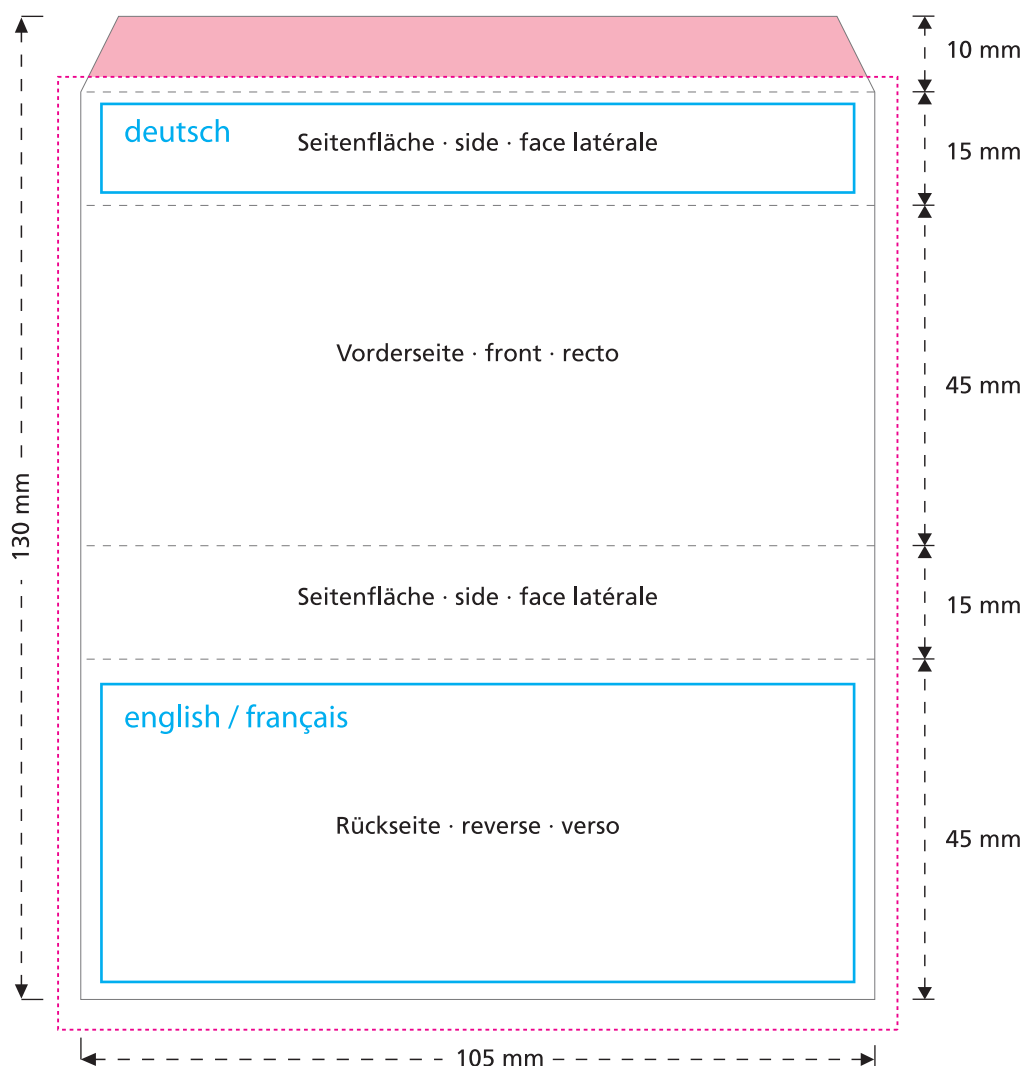 10 mm
deutsch
Seitenfläche · side · face latérale
15 mm
Vorderseite · front · recto
45 mm
130 mm
Seitenfläche · side · face latérale
15 mm
english / français
Rückseite · reverse · verso
45 mm
105 mm